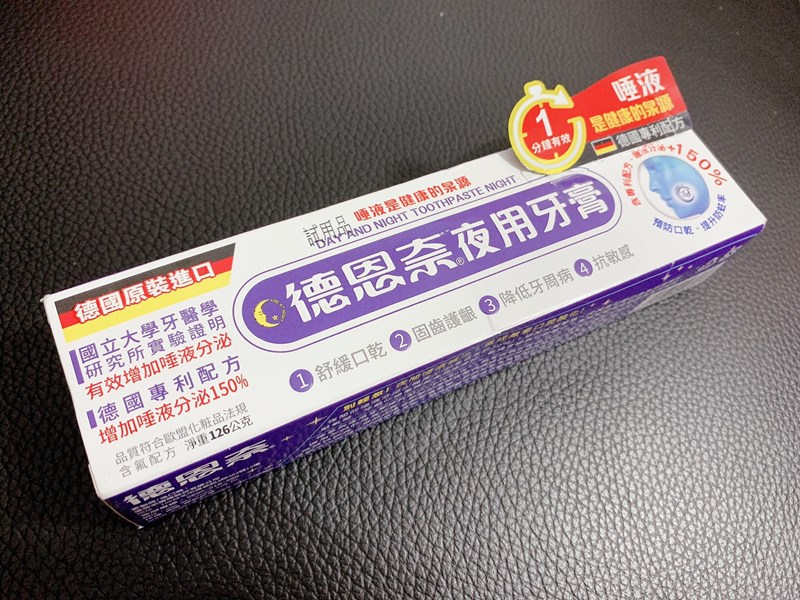 唾液
是健康的泉源
德國專利配方
1
分鐘有效
+150%
預防口乾、提升防蛀率
試用品
唾液是健康的泉源
DAY AND NIGHT TOOTHPASTE NIGHT
德恩奈®夜用牙膏
1 舒緩口乾 2 固齒護齦 3 降低牙周病 4 抗敏感
德國原裝進口
國立大學牙醫學
研究所實驗證明
有效增加唾液分泌
德國專利配方
增加唾液分泌150%
品質符合歐盟化粧品法規
含氟配方 淨重126公克
德恩奈